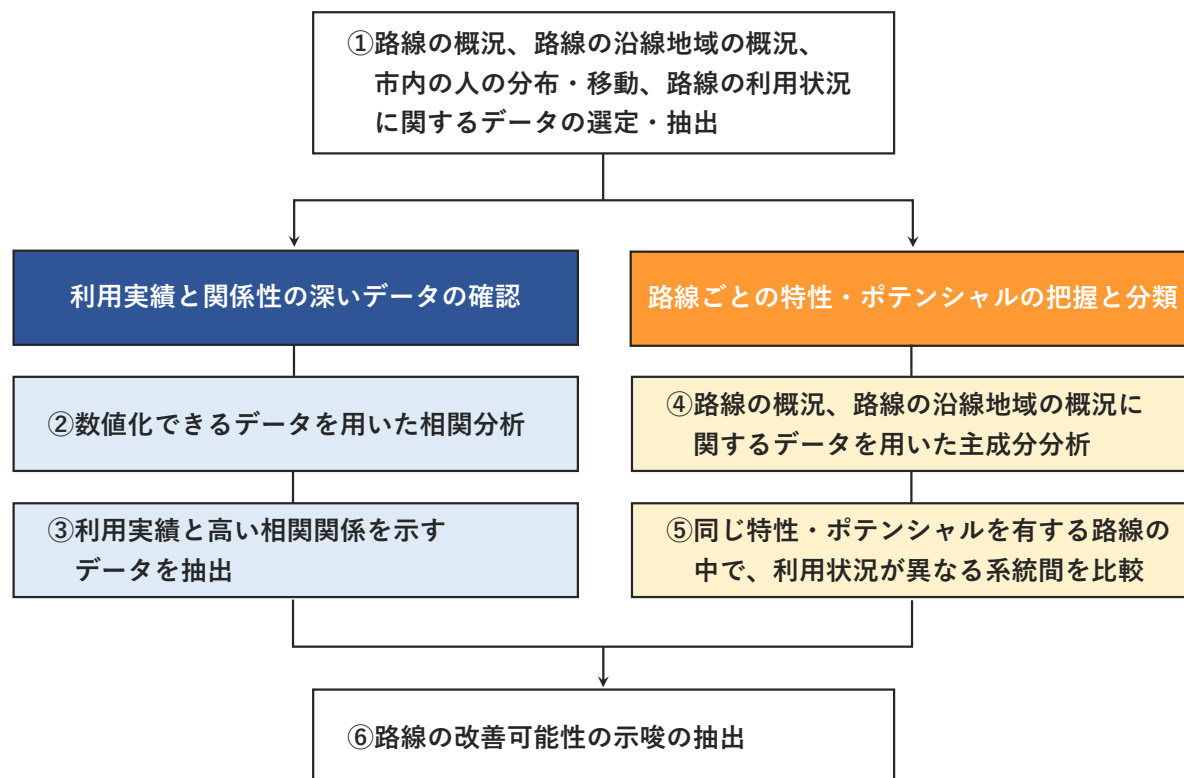 ①路線の概況、路線の沿線地域の概況、
市内の人の分布・移動、路線の利用状況
に関するデータの選定・抽出
利用実績と関係性の深いデータの確認
②数値化できるデータを用いた相関分析
③利用実績と高い相関関係を示す
データを抽出
路線ごとの特性・ポテンシャルの把握と分類
④路線の概況、路線の沿線地域の概況に
関するデータを用いた主成分分析
⑤同じ特性・ポテンシャルを有する路線の
中で、利用状況が異なる系統間を比較
⑥路線の改善可能性の示唆の抽出